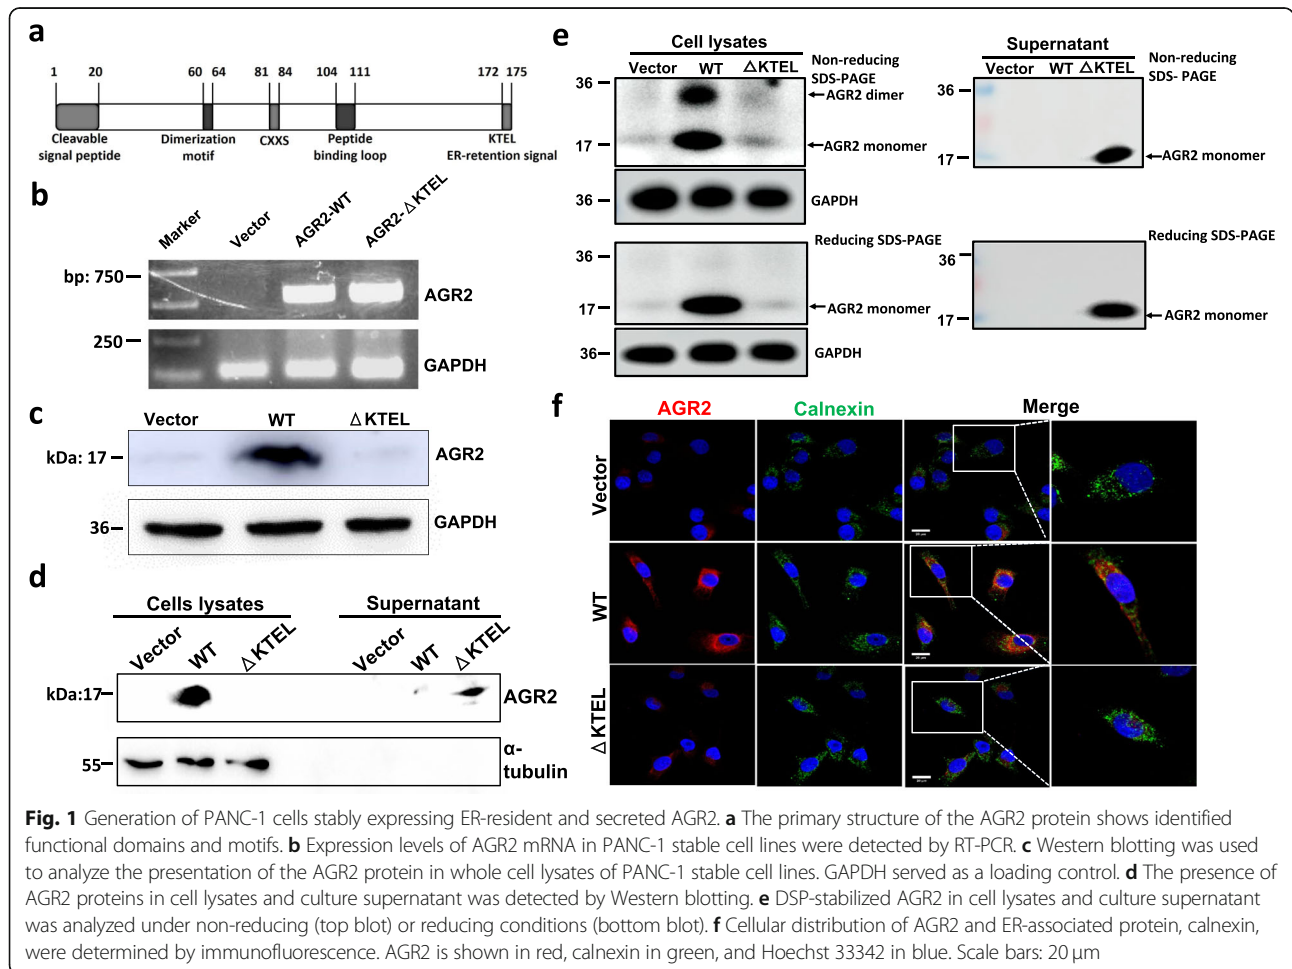 a
1 20 60 64 81 84 104 111 172 175
Cleavable
signal peptide
Dimerization
motif
CXXS
Peptide
binding loop
KTEL
ER-retention signal
b
Marker
Vector
AGR2-WT
AGR2-△KTEL
bp: 750
AGR2
250
GAPDH
c
Vector WT △KTEL
kDa: 17
AGR2
36
GAPDH
d
Cells lysates Supernatant
Vector WT △KTEL Vector WT △KTEL
kDa:17
AGR2
55
α-
tubulin
e
Cell lysates
Vector WT △KTEL
Non-reducing
SDS-PAGE
36
AGR2 dimer
17
AGR2 monomer
36
GAPDH
Reducing SDS-PAGE
36
17
AGR2 monomer
36
GAPDH
Supernatant
Vector WT △KTEL
Non-reducing
SDS- PAGE
36
17
AGR2 monomer
Reducing SDS-PAGE
36
17
AGR2 monomer
f
AGR2 Calnexin Merge
Vector
WT
△KTEL
Fig. 1 Generation of PANC-1 cells stably expressing ER-resident and secreted AGR2. a The primary structure of the AGR2 protein shows identified
functional domains and motifs. b Expression levels of AGR2 mRNA in PANC-1 stable cell lines were detected by RT-PCR. c Western blotting was used
to analyze the presentation of the AGR2 protein in whole cell lysates of PANC-1 stable cell lines. GAPDH served as a loading control. d The presence of
AGR2 proteins in cell lysates and culture supernatant was detected by Western blotting. e DSP-stabilized AGR2 in cell lysates and culture supernatant
was analyzed under non-reducing (top blot) or reducing conditions (bottom blot). f Cellular distribution of AGR2 and ER-associated protein, calnexin,
were determined by immunofluorescence. AGR2 is shown in red, calnexin in green, and Hoechst 33342 in blue. Scale bars: 20 μm